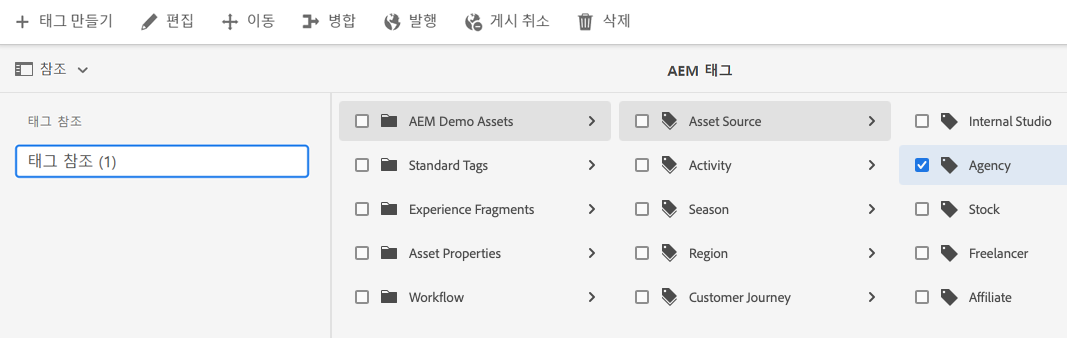 태그 만들기 편집 이동 병합 발행 게시 취소 삭제
참조 AEM 태그
태그 참조
태그 참조 (1)
AEM Demo Assets Asset Source Internal Studio
Standard Tags Activity Agency
Experience Fragments Season Stock
Asset Properties Region Freelancer
Workflow Customer Journey Affiliate